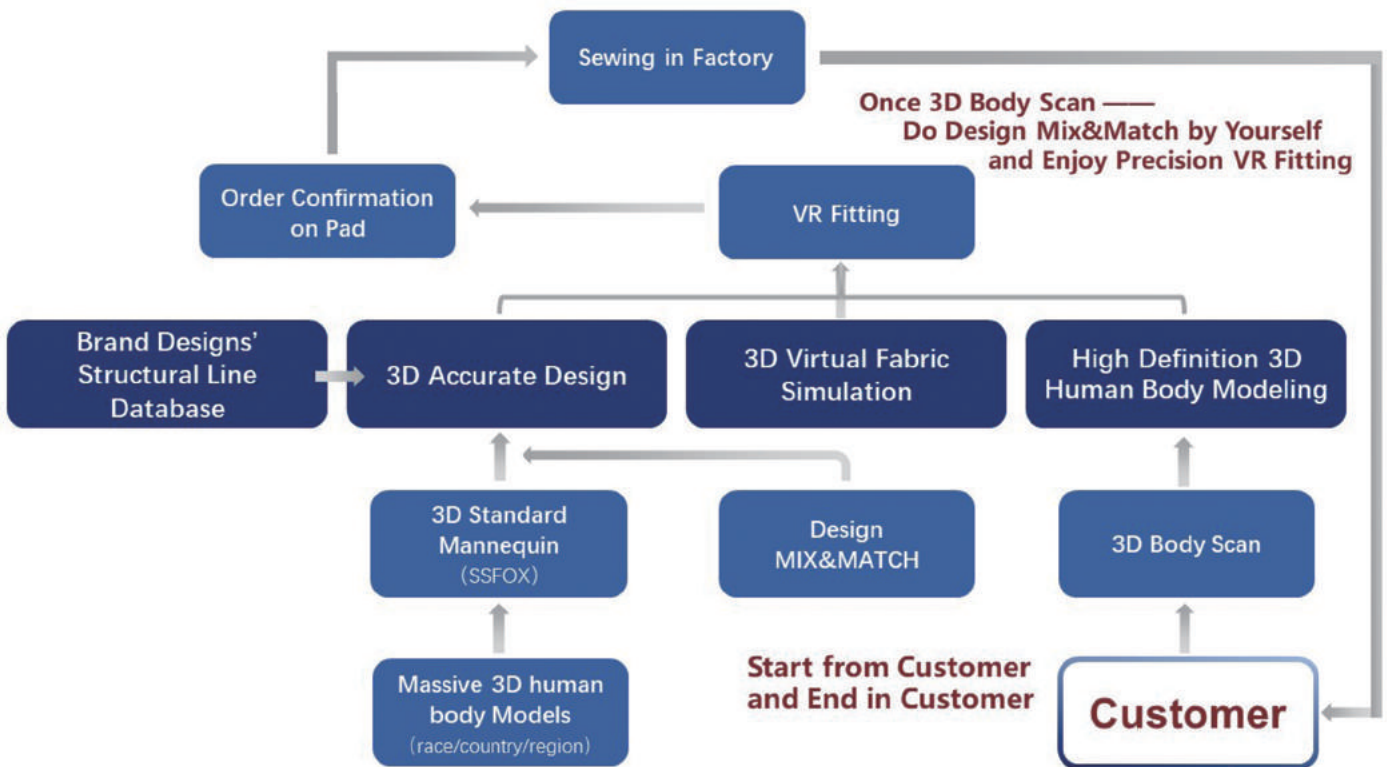 Sewing in Factory
Once 3D Body Scan ——
Do Design Mix&Match by Yourself
and Enjoy Precision VR Fitting
Order Confirmation
on Pad
VR Fitting
Brand Designs’
Structural Line
Database
3D Accurate Design
3D Virtual Fabric
Simulation
High Definition 3D
Human Body Modeling
3D Standard
Mannequin
(SSFOX)
Design
MIX&MATCH
3D Body Scan
Massive 3D human
body Models
(race/country/region)
Start from Customer
and End in Customer
Customer